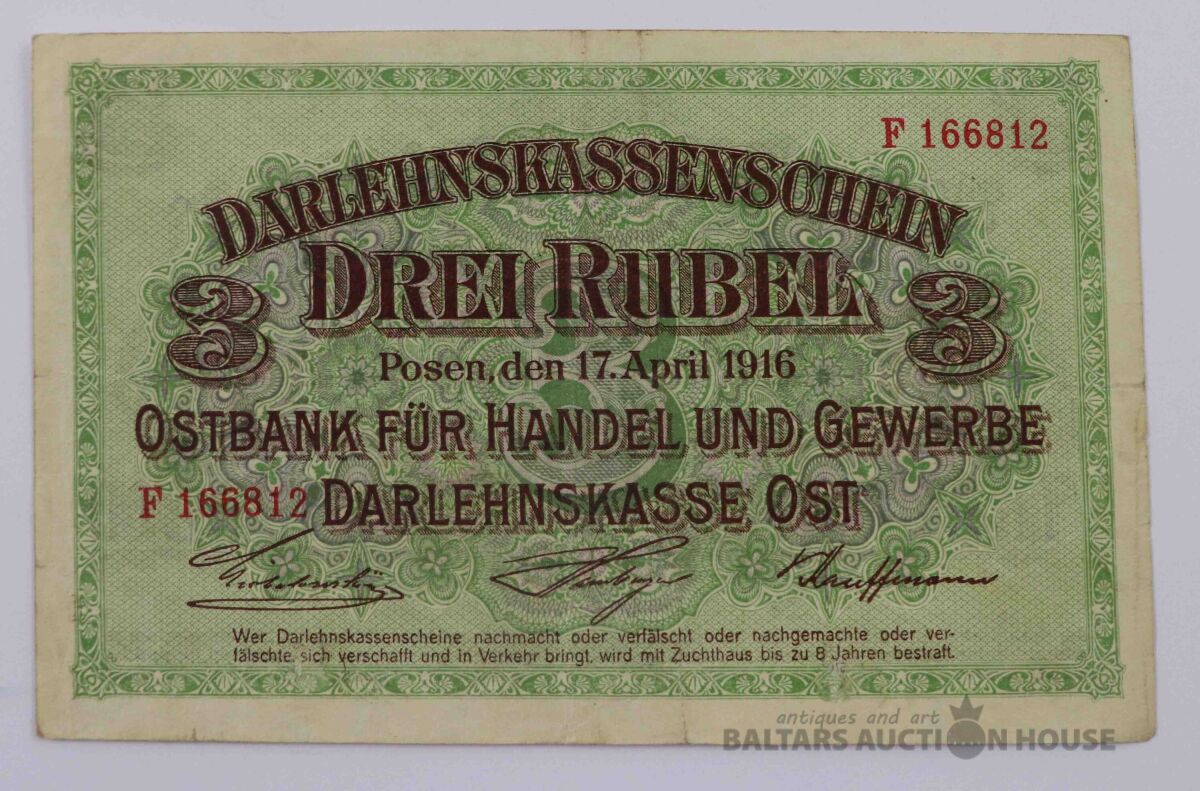 F 166812
DARLEHNSKASSENSCHEIN
3 DREI RUBEL 3
3
Posen, den 17. April 1916
OSTBANK FÜR HANDEL UND GEWERBE
F 166812 DARLEHNSKASSE OST
Kauffmann
Wer Darlehnskassenscheine nachmacht oder verfälscht oder nachgemachte oder ver-
fälschte sich verschafft und in Verkehr bringt, wird mit Zuchthaus bis zu 8 Jahren bestraft.
antiques and art
BALTARS AUCTION HOUSE